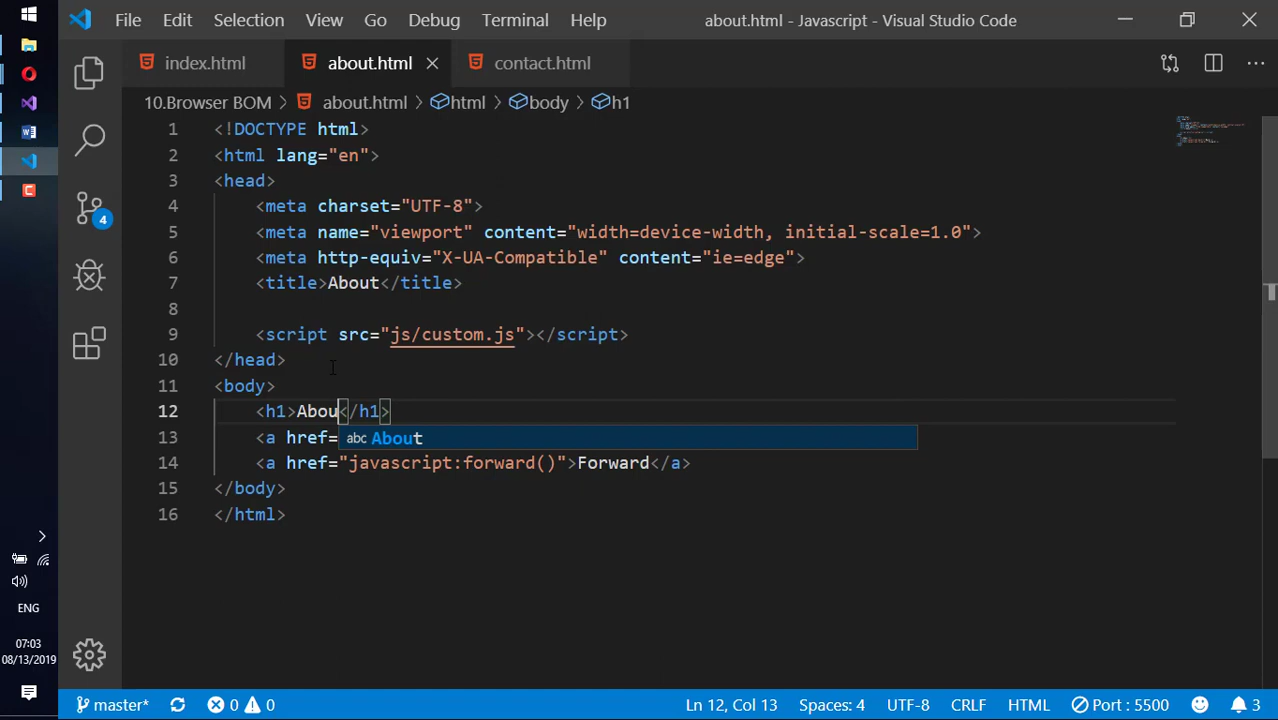 File Edit Selection View Go Debug Terminal Help about.html - Javascript - Visual Studio Code
index.html about.html contact.html
10.Browser BOM > about.html > html > body > h1
1 <!DOCTYPE html>
2 <html lang="en">
3 <head>
4 <meta charset="UTF-8">
5 <meta name="viewport" content="width=device-width, initial-scale=1.0">
6 <meta http-equiv="X-UA-Compatible" content="ie=edge">
7 <title>About</title>
8
9 <script src="js/custom.js"></script>
10 </head>
11 <body>
12 <h1>Abou</h1>
13 <a href=
abc About
14 <a href="javascript:forward()">Forward</a>
15 </body>
16 </html>
4
ENG
07:03
08/13/2019
master* 0 0 Ln 12, Col 13 Spaces: 4 UTF-8 CRLF HTML Port : 5500 3